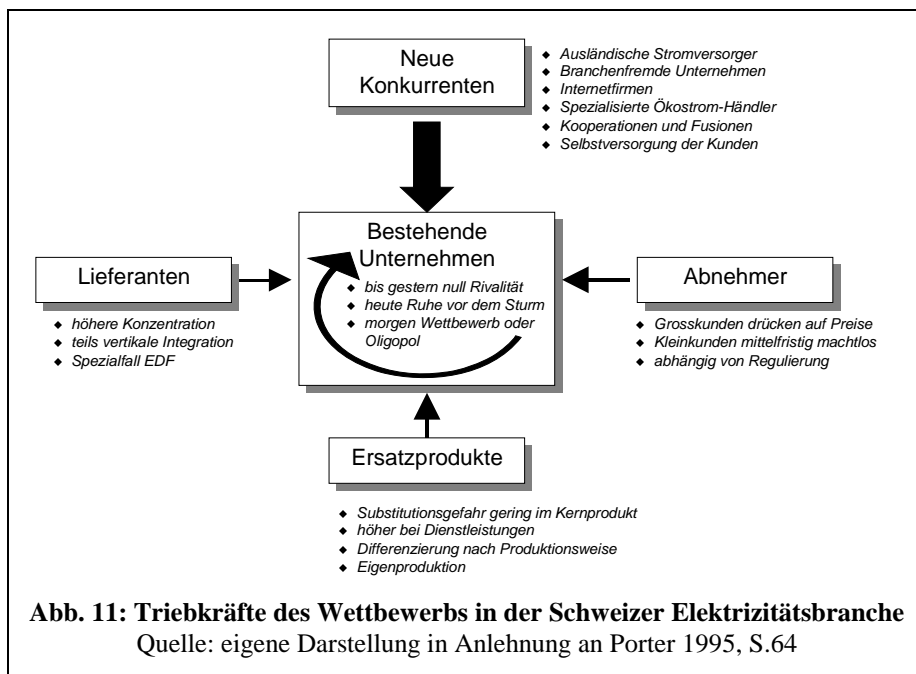 Neue
Konkurrenten
◆ Ausländische Stromversorger
◆ Branchenfremde Unternehmen
◆ Internetfirmen
◆ Spezialisierte Ökostrom-Händler
◆ Kooperationen und Fusionen
◆ Selbstversorgung der Kunden
Lieferanten
◆ höhere Konzentration
◆ teils vertikale Integration
◆ Spezialfall EDF
Bestehende
Unternehmen
◆ bis gestern null Rivalität
◆ heute Ruhe vor dem Sturm
◆ morgen Wettbewerb oder
Oligopol
Abnehmer
◆ Grosskunden drücken auf Preise
◆ Kleinkunden mittelfristig machtlos
◆ abhängig von Regulierung
Ersatzprodukte
◆ Substitutionsgefahr gering im Kernprodukt
◆ höher bei Dienstleistungen
◆ Differenzierung nach Produktionsweise
◆ Eigenproduktion
Abb. 11: Triebkräfte des Wettbewerbs in der Schweizer Elektrizitätsbranche
Quelle: eigene Darstellung in Anlehnung an Porter 1995, S.64